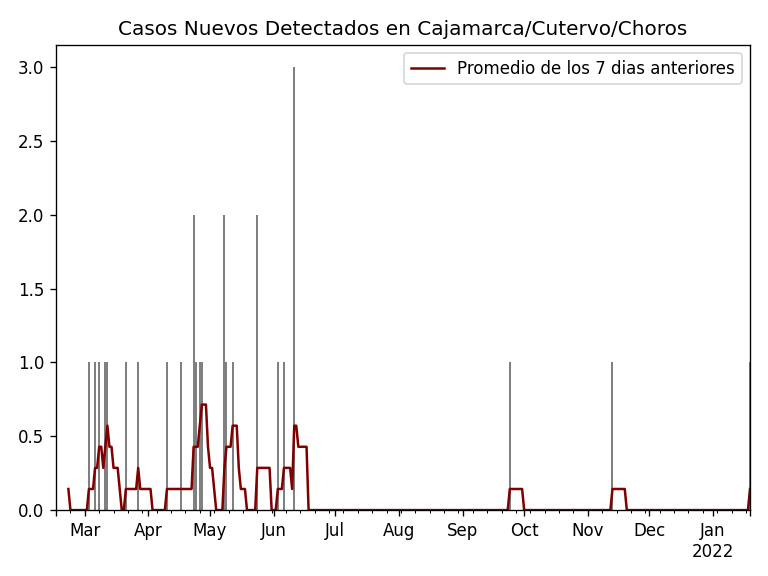 Casos Nuevos Detectados en Cajamarca/Cutervo/Choros
Promedio de los 7 dias anteriores
3.0
2.5
2.0
1.5
1.0
0.5
0.0
Mar Apr May Jun Jul Aug Sep Oct Nov Dec Jan
2022